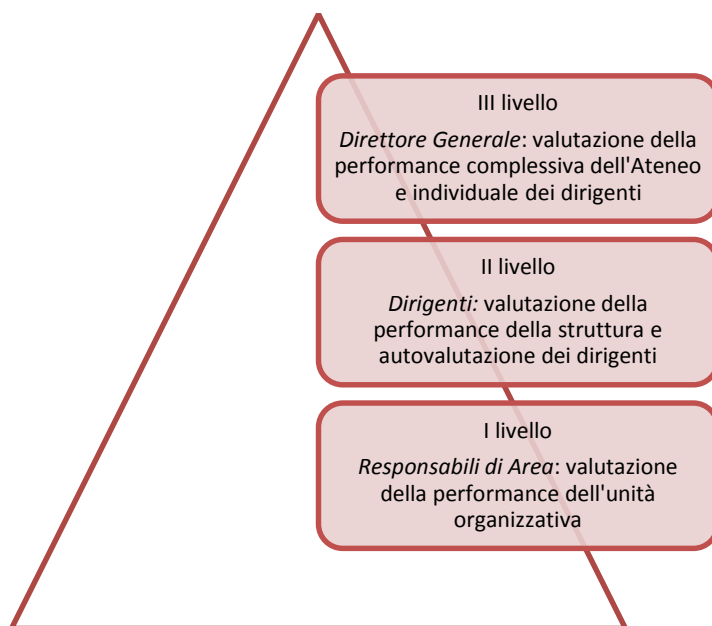 III livello
Direttore Generale: valutazione della
performance complessiva dell'Ateneo
e individuale dei dirigenti
II livello
Dirigenti: valutazione della
performance della struttura e
autovalutazione dei dirigenti
I livello
Responsabili di Area: valutazione
della performance dell'unità
organizzativa